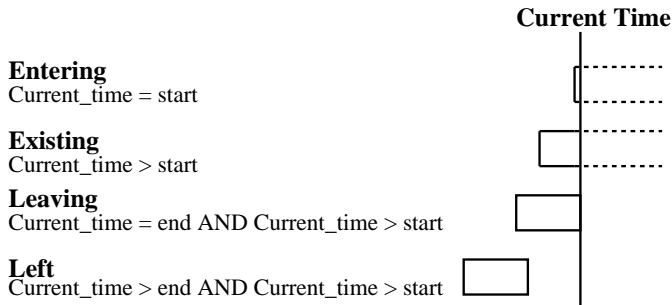 Current Time
Entering
Current_time = start
Existing
Current_time > start
Leaving
Current_time = end AND Current_time > start
Left
Current_time > end AND Current_time > start